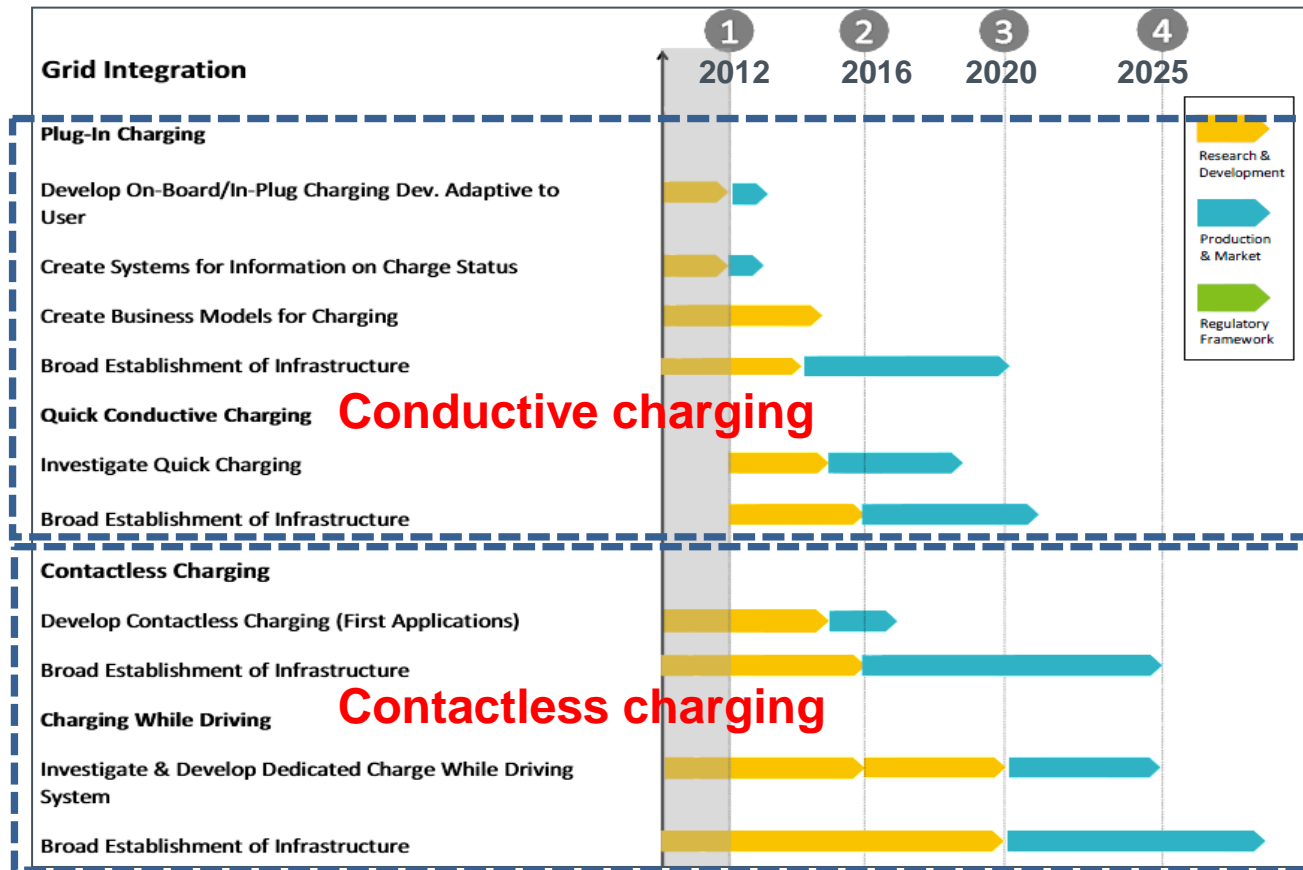 1 2 3 4
Grid Integration
2012 2016 2020 2025
Plug-In Charging
Develop On-Board/In-Plug Charging Dev. Adaptive to
User
Create Systems for Information on Charge Status
Create Business Models for Charging
Broad Establishment of Infrastructure
Quick Conductive Charging
Conductive charging
Investigate Quick Charging
Broad Establishment of Infrastructure
Contactless Charging
Develop Contactless Charging (First Applications)
Broad Establishment of Infrastructure
Contactless charging
Charging While Driving
Investigate & Develop Dedicated Charge While Driving
System
Broad Establishment of Infrastructure
Research &
Development
Production
& Market
Regulatory
Framework